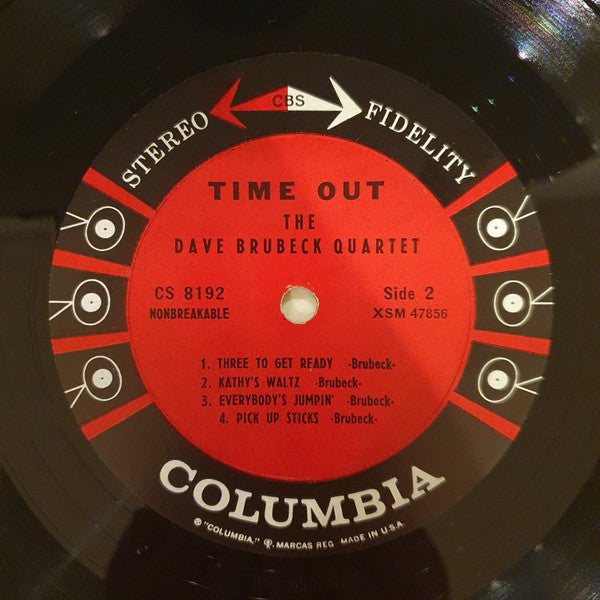 CBS
STEREO FIDELITY
TIME OUT
THE
DAVE BRUBECK QUARTET
CS 8192
NONBREAKABLE
Side 2
XSM 47856
1. THREE TO GET READY -Brubeck-
2. KATHY'S WALTZ -Brubeck-
3. EVERYBODY'S JUMPIN' -Brubeck-
4. PICK UP STICKS -Brubeck-
COLUMBIA
® "COLUMBIA," MARCAS REG. MADE IN U.S.A.